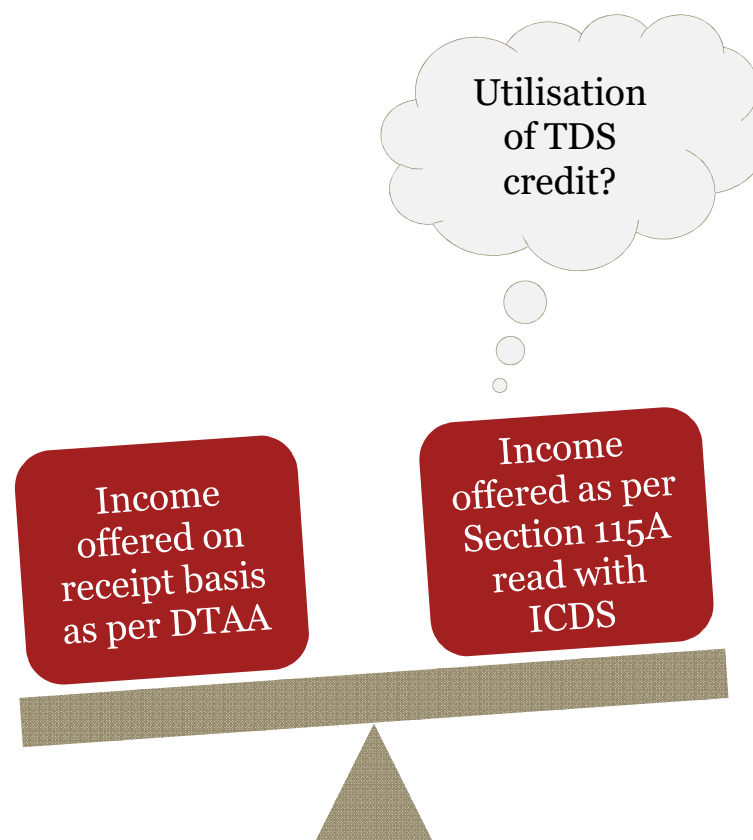 Utilisation
of TDS
credit?
Income
offered on
receipt basis
as per DTAA
Income
offered as per
Section 115A
read with
ICDS